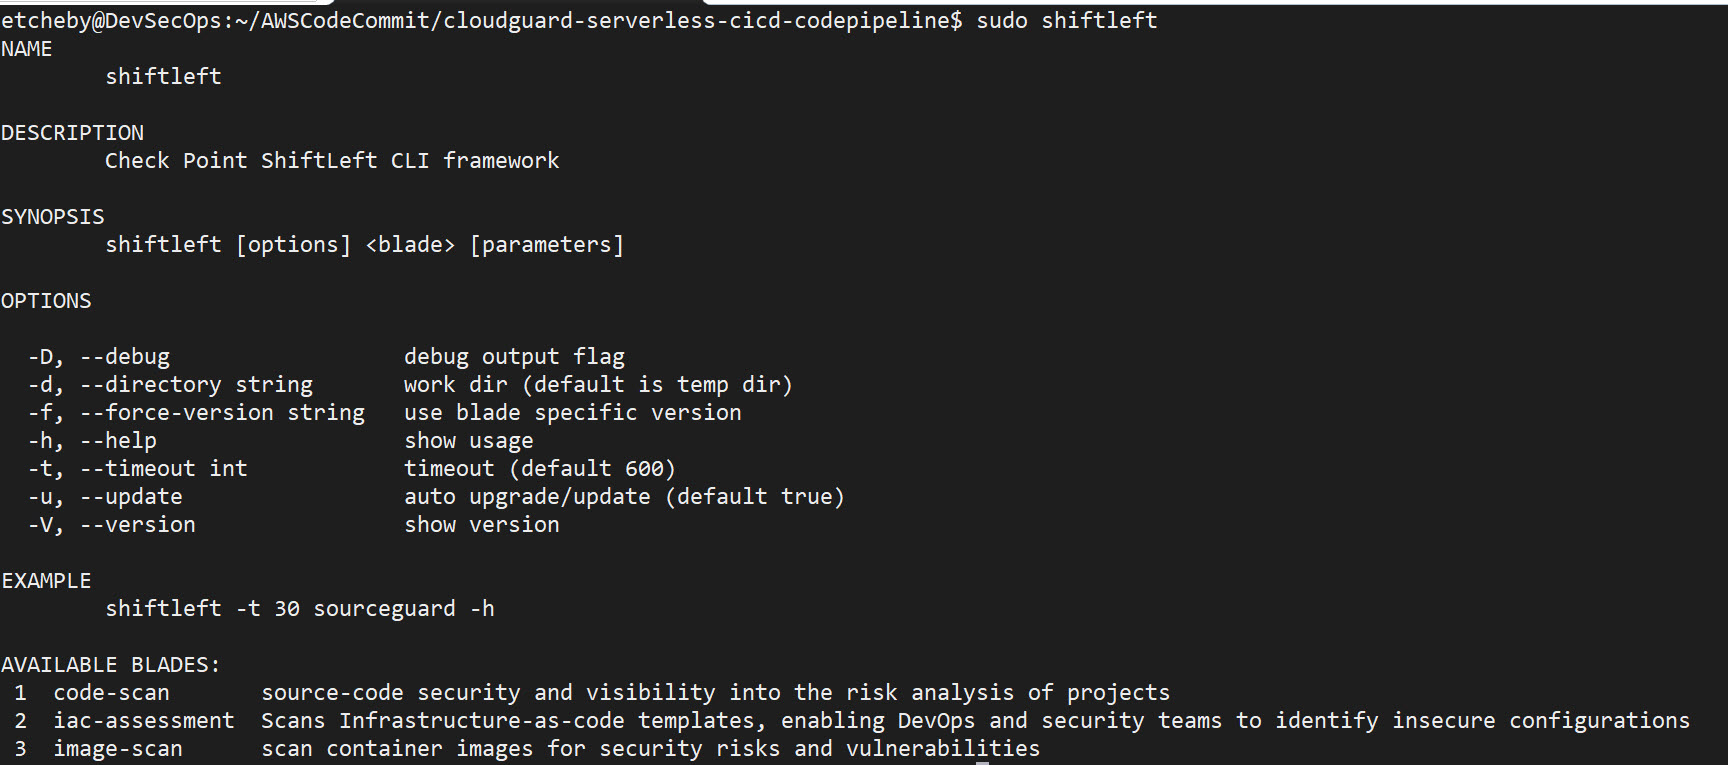 etcheby@DevSecOps:~/AWSCodeCommit/cloudguard-serverless-cicd-codepipeline$ sudo shiftleft
NAME
        shiftleft
DESCRIPTION
        Check Point ShiftLeft CLI framework
SYNOPSIS
        shiftleft [options] <blade> [parameters]
OPTIONS
  -D, --debug                  debug output flag
  -d, --directory string       work dir (default is temp dir)
  -f, --force-version string   use blade specific version
  -h, --help                   show usage
  -t, --timeout int            timeout (default 600)
  -u, --update                 auto upgrade/update (default true)
  -V, --version                show version
EXAMPLE
        shiftleft -t 30 sourceguard -h
AVAILABLE BLADES:
 1  code-scan       source-code security and visibility into the risk analysis of projects
 2  iac-assessment  Scans Infrastructure-as-code templates, enabling DevOps and security teams to identify insecure configurations
 3  image-scan      scan container images for security risks and vulnerabilities